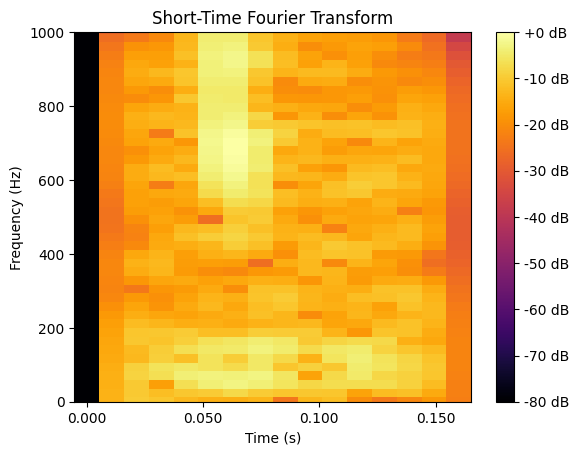 Short-Time Fourier Transform
1000
800
600
400
200
0
Frequency (Hz)
0.000
0.050
0.100
0.150
Time (s)
+0 dB
-10 dB
-20 dB
-30 dB
-40 dB
-50 dB
-60 dB
-70 dB
-80 dB